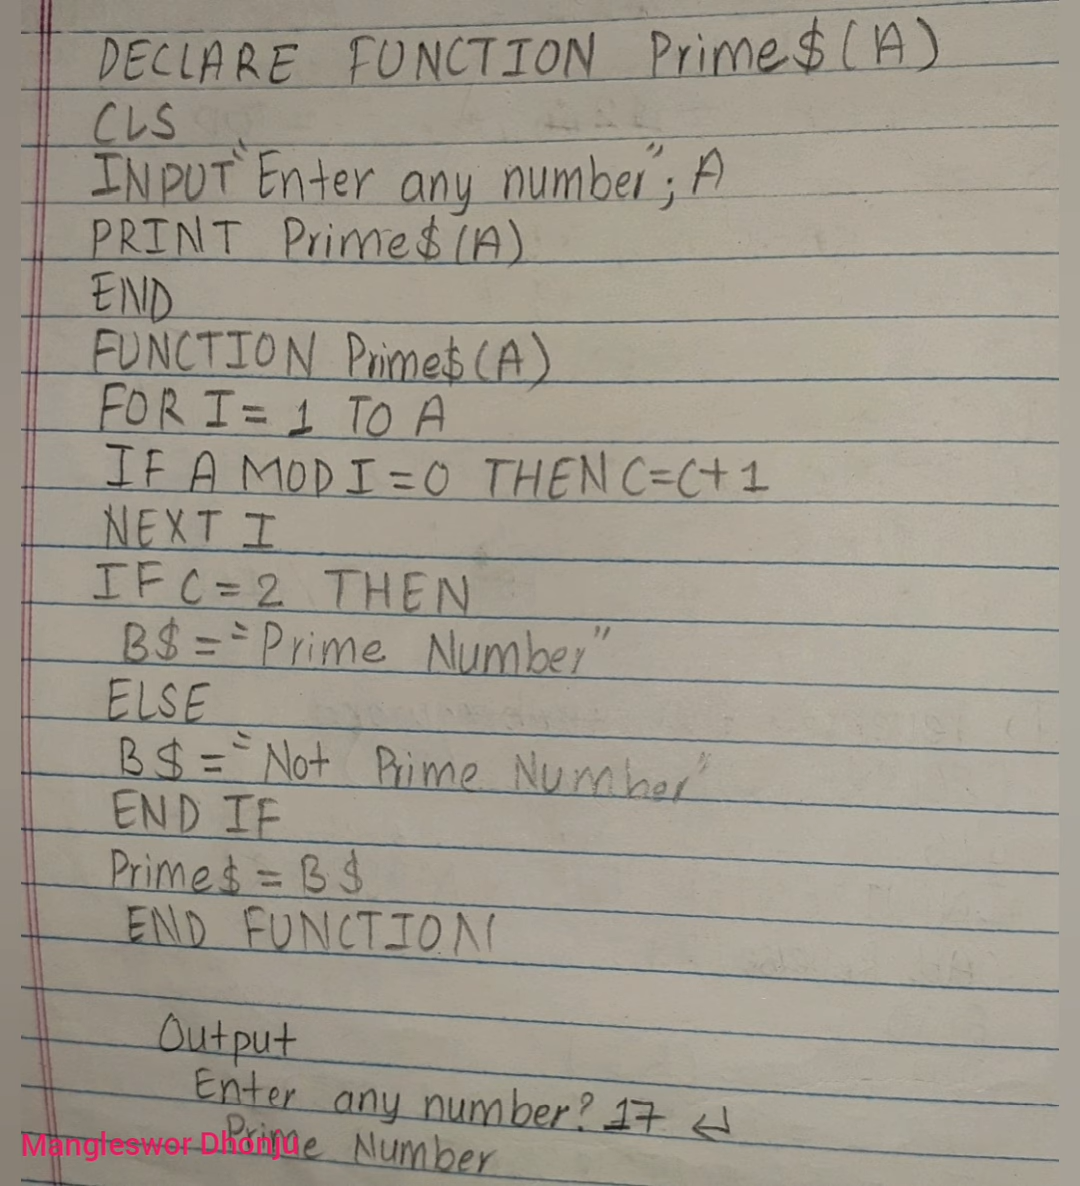 DECLARE FUNCTION Prime$(A)
CLS
INPUT "Enter any number"; A
PRINT Prime$(A)
END
FUNCTION Prime$(A)
FOR I = 1 TO A
IF A MOD I = 0 THEN C=C+1
NEXT I
IF C = 2 THEN
B$ = "Prime Number"
ELSE
B$ = "Not Prime Number"
END IF
Prime$ = B$
END FUNCTION
Output
Enter any number? 17 ↵
Prime Number
Mangleswor Dhonju